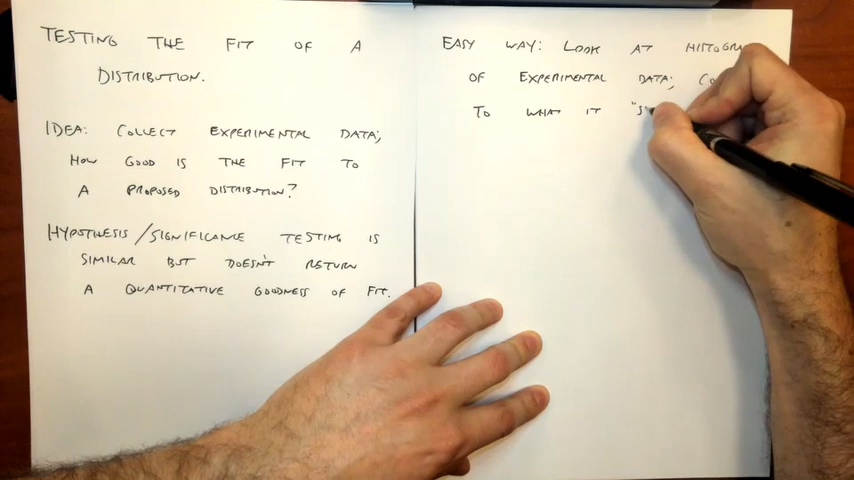 TESTING THE FIT OF A
DISTRIBUTION.
IDEA: COLLECT EXPERIMENTAL DATA;
HOW GOOD IS THE FIT TO
A PROPOSED DISTRIBUTION?
HYPOTHESIS/SIGNIFICANCE TESTING IS
SIMILAR BUT DOESN'T RETURN
A QUANTITATIVE GOODNESS OF FIT.
EASY WAY: LOOK AT
OF EXPERIMENTAL DATA;
TO WHAT IT